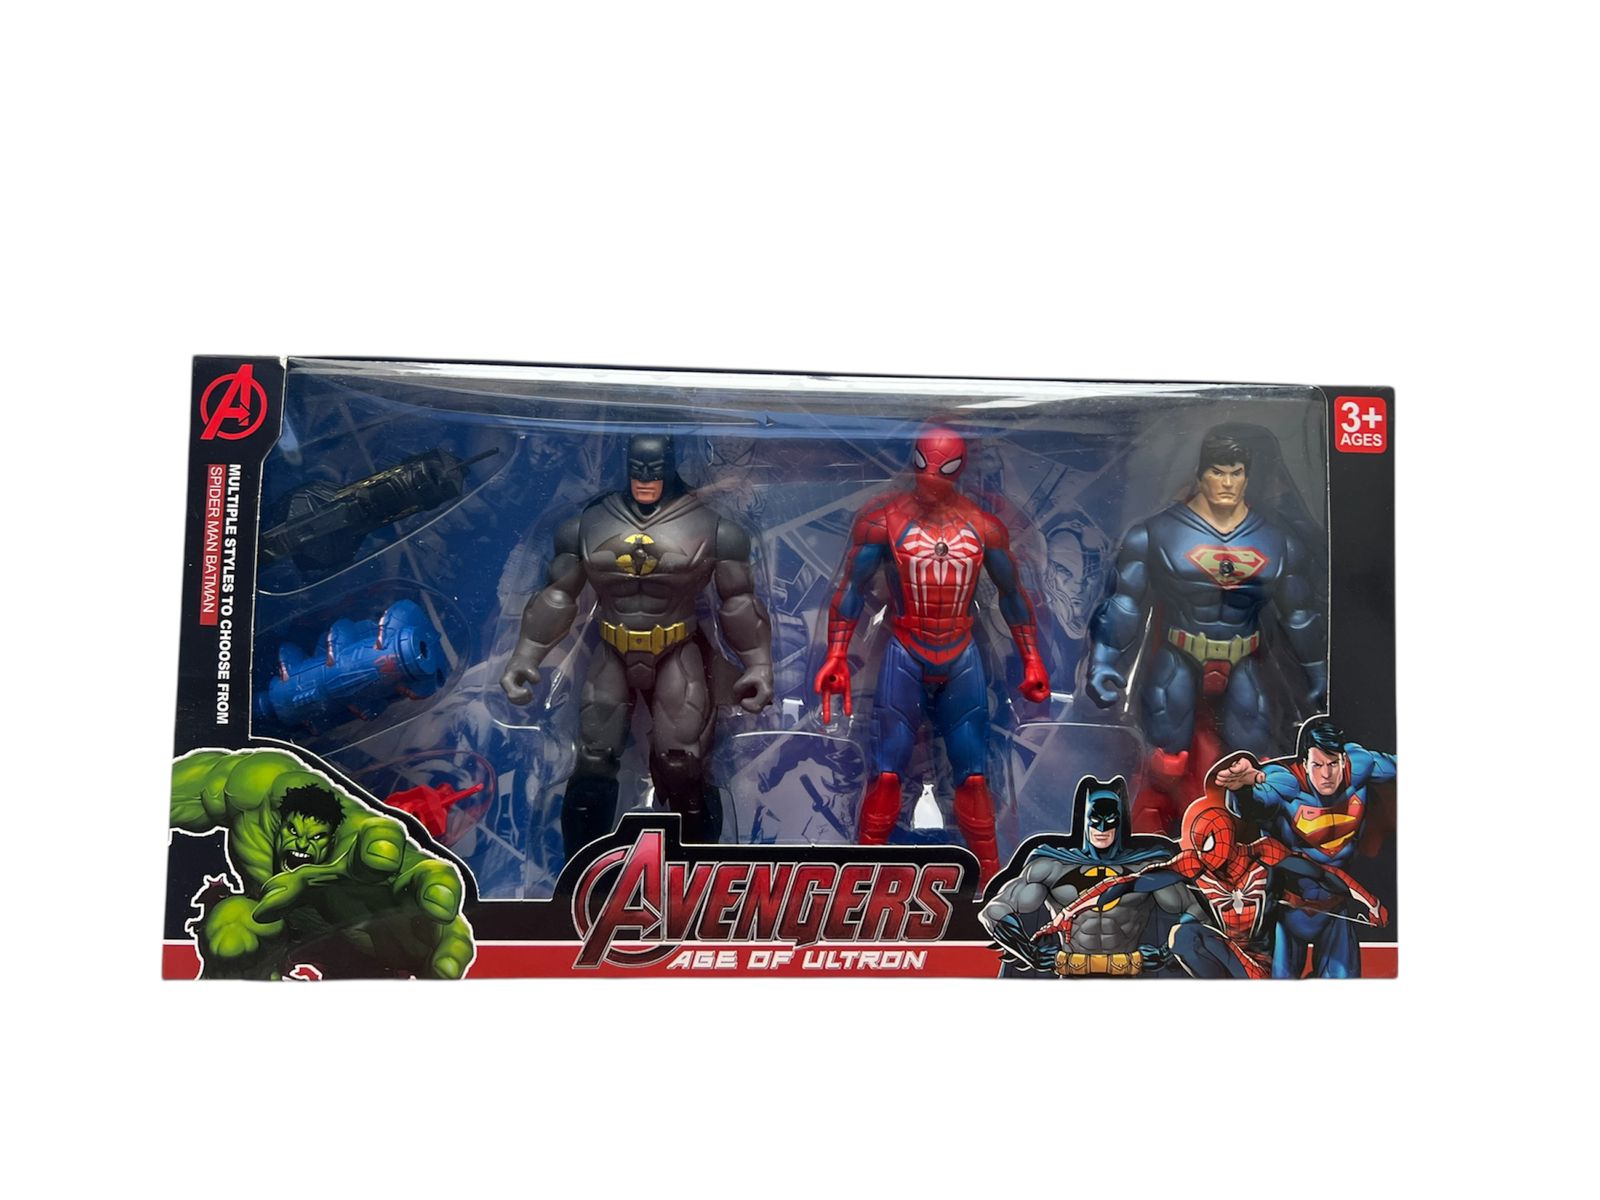 MULTIPLE STYLES TO CHOOSE FROM
SPIDER MAN BATMAN
3+
AGES
AVENGERS
AGE OF ULTRON